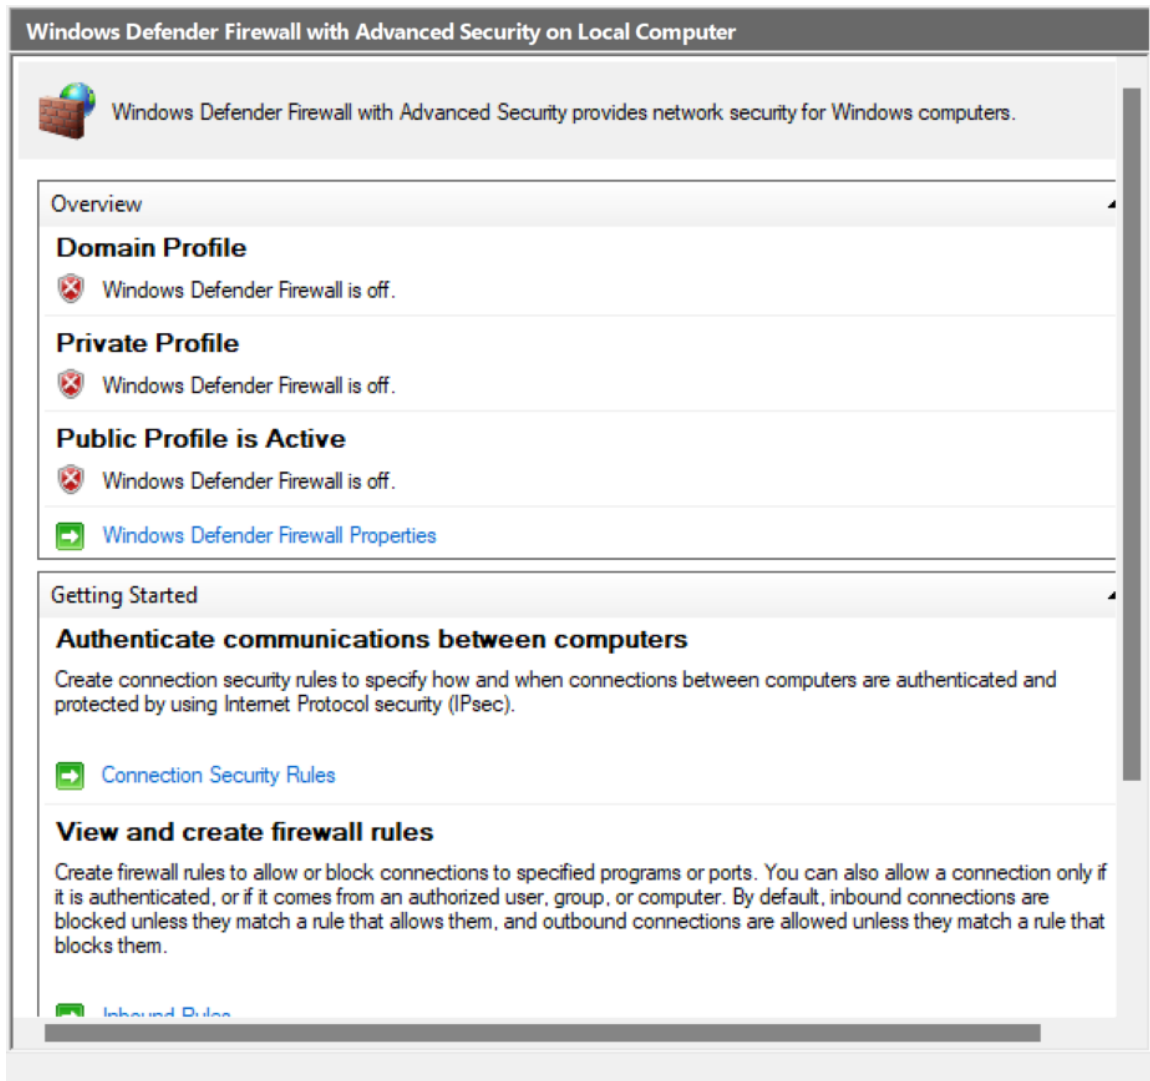 Windows Defender Firewall with Advanced Security on Local Computer
Windows Defender Firewall with Advanced Security provides network security for Windows computers.
Overview
Domain Profile
Windows Defender Firewall is off.
Private Profile
Windows Defender Firewall is off.
Public Profile is Active
Windows Defender Firewall is off.
Windows Defender Firewall Properties
Getting Started
Authenticate communications between computers
Create connection security rules to specify how and when connections between computers are authenticated and
protected by using Internet Protocol security (IPsec).
Connection Security Rules
View and create firewall rules
Create firewall rules to allow or block connections to specified programs or ports. You can also allow a connection only if
it is authenticated, or if it comes from an authorized user, group, or computer. By default, inbound connections are
blocked unless they match a rule that allows them, and outbound connections are allowed unless they match a rule that
blocks them.
Inbound Rules